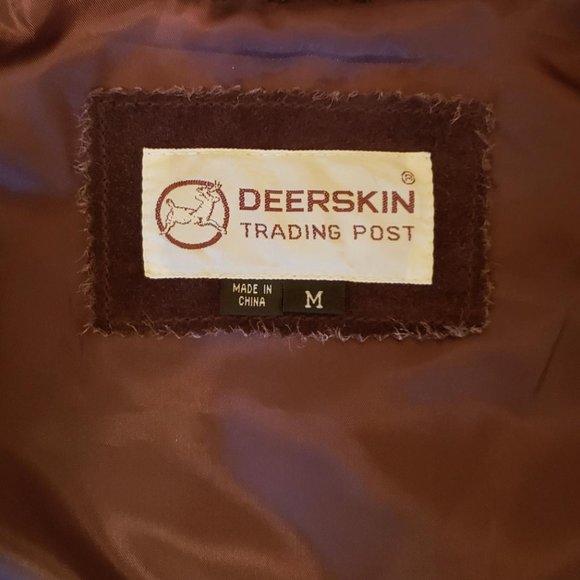 DEERSKIN ®
TRADING POST
MADE IN
CHINA
M